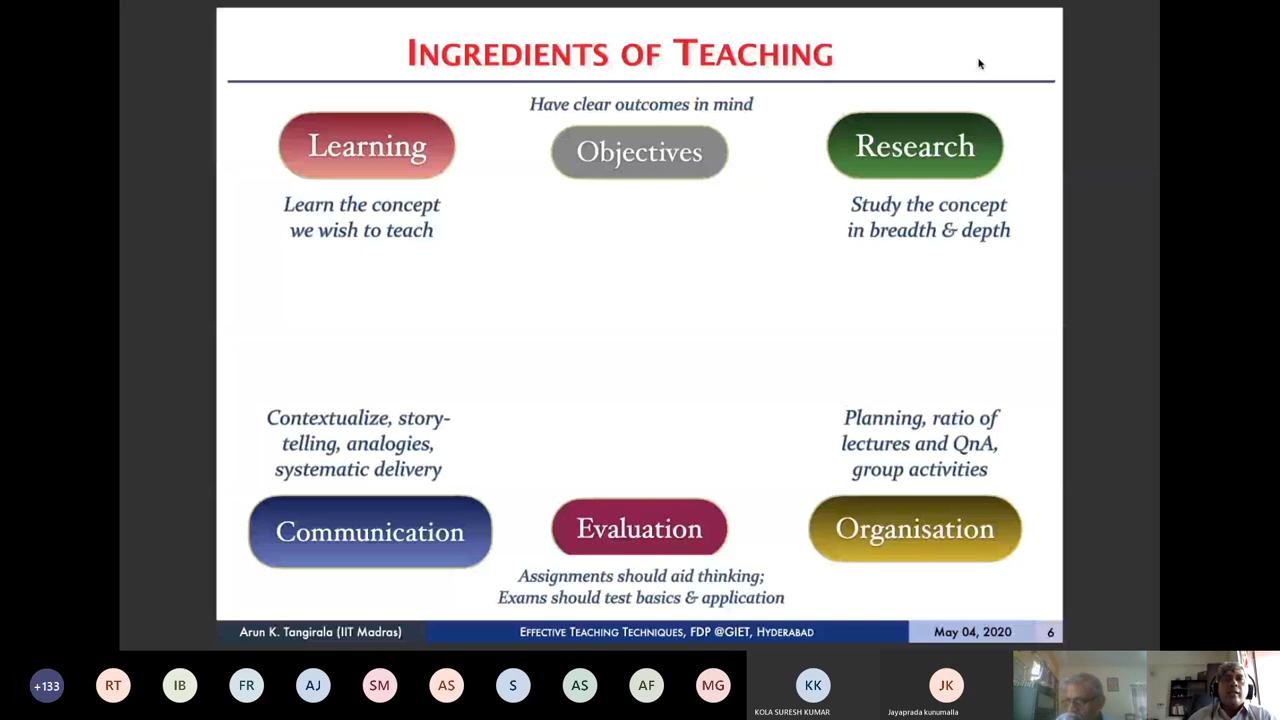 INGREDIENTS OF TEACHING
Have clear outcomes in mind
Learning
Objectives
Research
Learn the concept
we wish to teach
Study the concept
in breadth & depth
Contextualize, story-
telling, analogies,
systematic delivery
Planning, ratio of
lectures and QnA,
group activities
Communication
Evaluation
Organisation
Assignments should aid thinking;
Exams should test basics & application
Arun K. Tangirala (IIT Madras)
EFFECTIVE TEACHING TECHNIQUES, FDP @GIET, HYDERABAD
May 04, 2020
6
+133
RT
IB
FR
AJ
SM
AS
S
AS
AF
MG
KK
KOLA SURESH KUMAR
JK
Jayaprada kunumalla